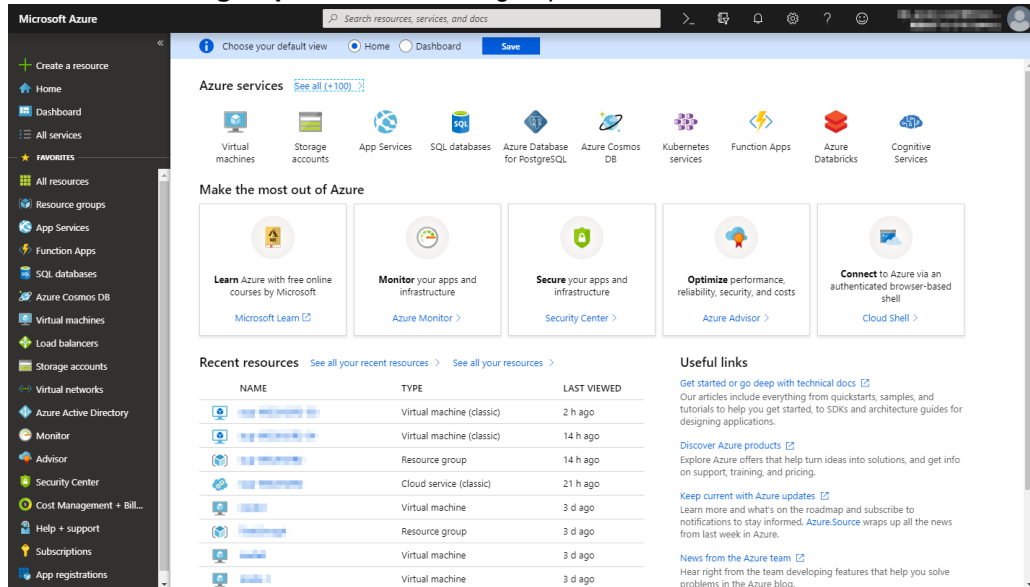 Microsoft Azure
Search resources, services, and docs
Choose your default view
Home
Dashboard
Save
Create a resource
Home
Dashboard
All services
FAVORITES
All resources
Resource groups
App Services
Function Apps
SQL databases
Azure Cosmos DB
Virtual machines
Load balancers
Storage accounts
Virtual networks
Azure Active Directory
Monitor
Advisor
Security Center
Cost Management + Bill...
Help + support
Subscriptions
App registrations
Azure services See all (+100) >
Virtual
machines
Storage
accounts
App Services
SQL
SQL databases
Azure Database
for PostgreSQL
Azure Cosmos
DB
Kubernetes
services
Function Apps
Azure
Databricks
Cognitive
Services
Make the most out of Azure
Learn Azure with free online
courses by Microsoft
Microsoft Learn
Monitor your apps and
infrastructure
Azure Monitor >
Secure your apps and
infrastructure
Security Center >
Optimize performance,
reliability, security, and costs
Azure Advisor >
Connect to Azure via an
authenticated browser-based
shell
Cloud Shell >
Recent resources See all your recent resources > See all your resources >
NAME TYPE LAST VIEWED
Virtual machine (classic) 2 h ago
Virtual machine (classic) 14 h ago
Resource group 14 h ago
Cloud service (classic) 21 h ago
Virtual machine 3 d ago
Resource group 3 d ago
Virtual machine 3 d ago
Virtual machine 3 d ago
Useful links
Get started or go deep with technical docs
Our articles include everything from quickstarts, samples, and
tutorials to help you get started, to SDKs and architecture guides for
designing applications.
Discover Azure products
Explore Azure offers that help turn ideas into solutions, and get info
on support, training, and pricing.
Keep current with Azure updates
Learn more and what's on the roadmap and subscribe to
notifications to stay informed. Azure.Source wraps up all the news
from last week in Azure.
News from the Azure team
Hear right from the team developing features that help you solve
problems in the Azure blog.